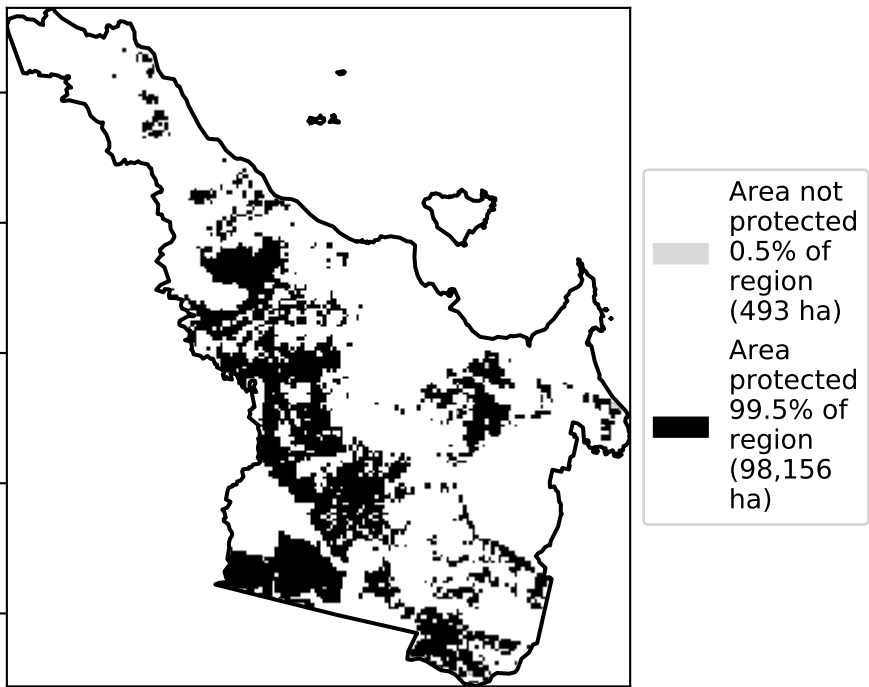 Area not
protected
0.5% of
region
(493 ha)
Area
protected
99.5% of
region
(98,156
ha)